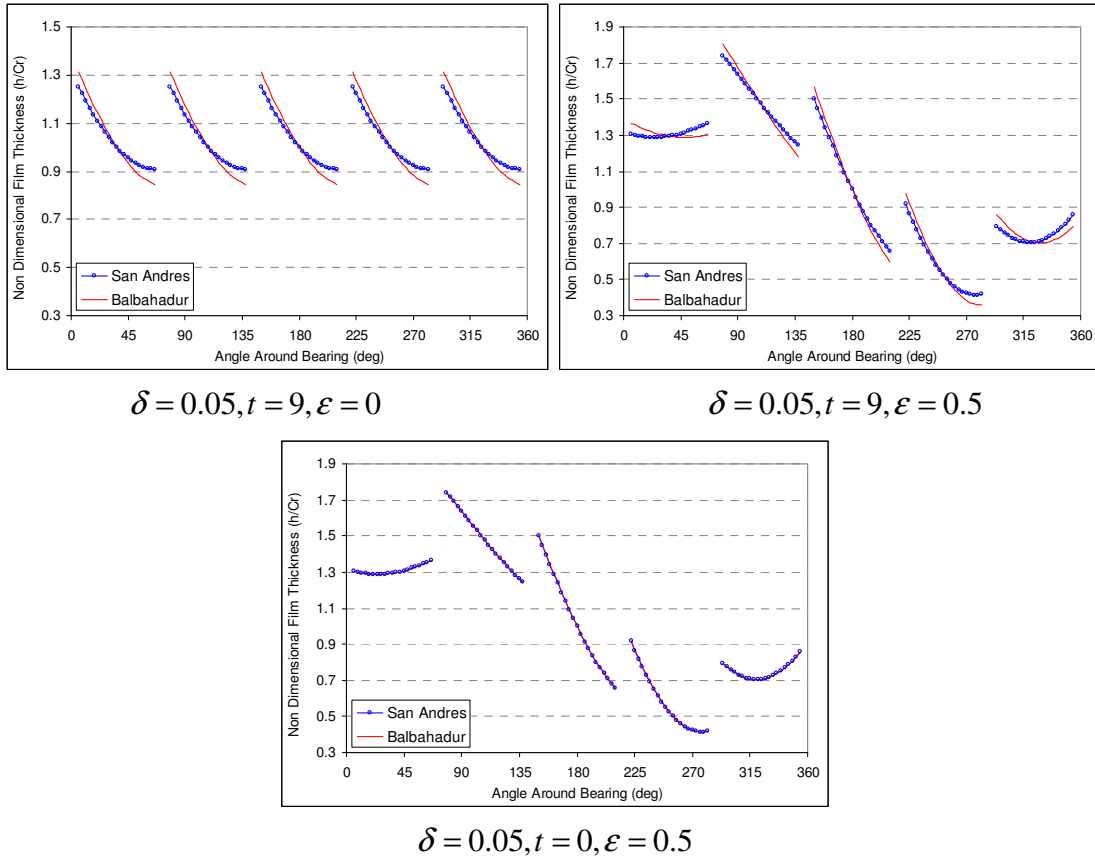 1.5
1.3
1.1
0.9
0.7
0.5
0.3
Non Dimensional Film Thickness (h/Cr)
San Andres
Balbahadur
0 45 90 135 180 225 270 315 360
Angle Around Bearing (deg)
δ = 0.05, t = 9, ε = 0
1.9
1.7
1.5
1.3
1.1
0.9
0.7
0.5
0.3
Non Dimensional Film Thickness (h/Cr)
San Andres
Balbahadur
0 45 90 135 180 225 270 315 360
Angle Around Bearing (deg)
δ = 0.05, t = 9, ε = 0.5
1.9
1.7
1.5
1.3
1.1
0.9
0.7
0.5
0.3
Non Dimensional Film Thickness (h/Cr)
San Andres
Balbahadur
0 45 90 135 180 225 270 315 360
Angle Around Bearing (deg)
δ = 0.05, t = 0, ε = 0.5